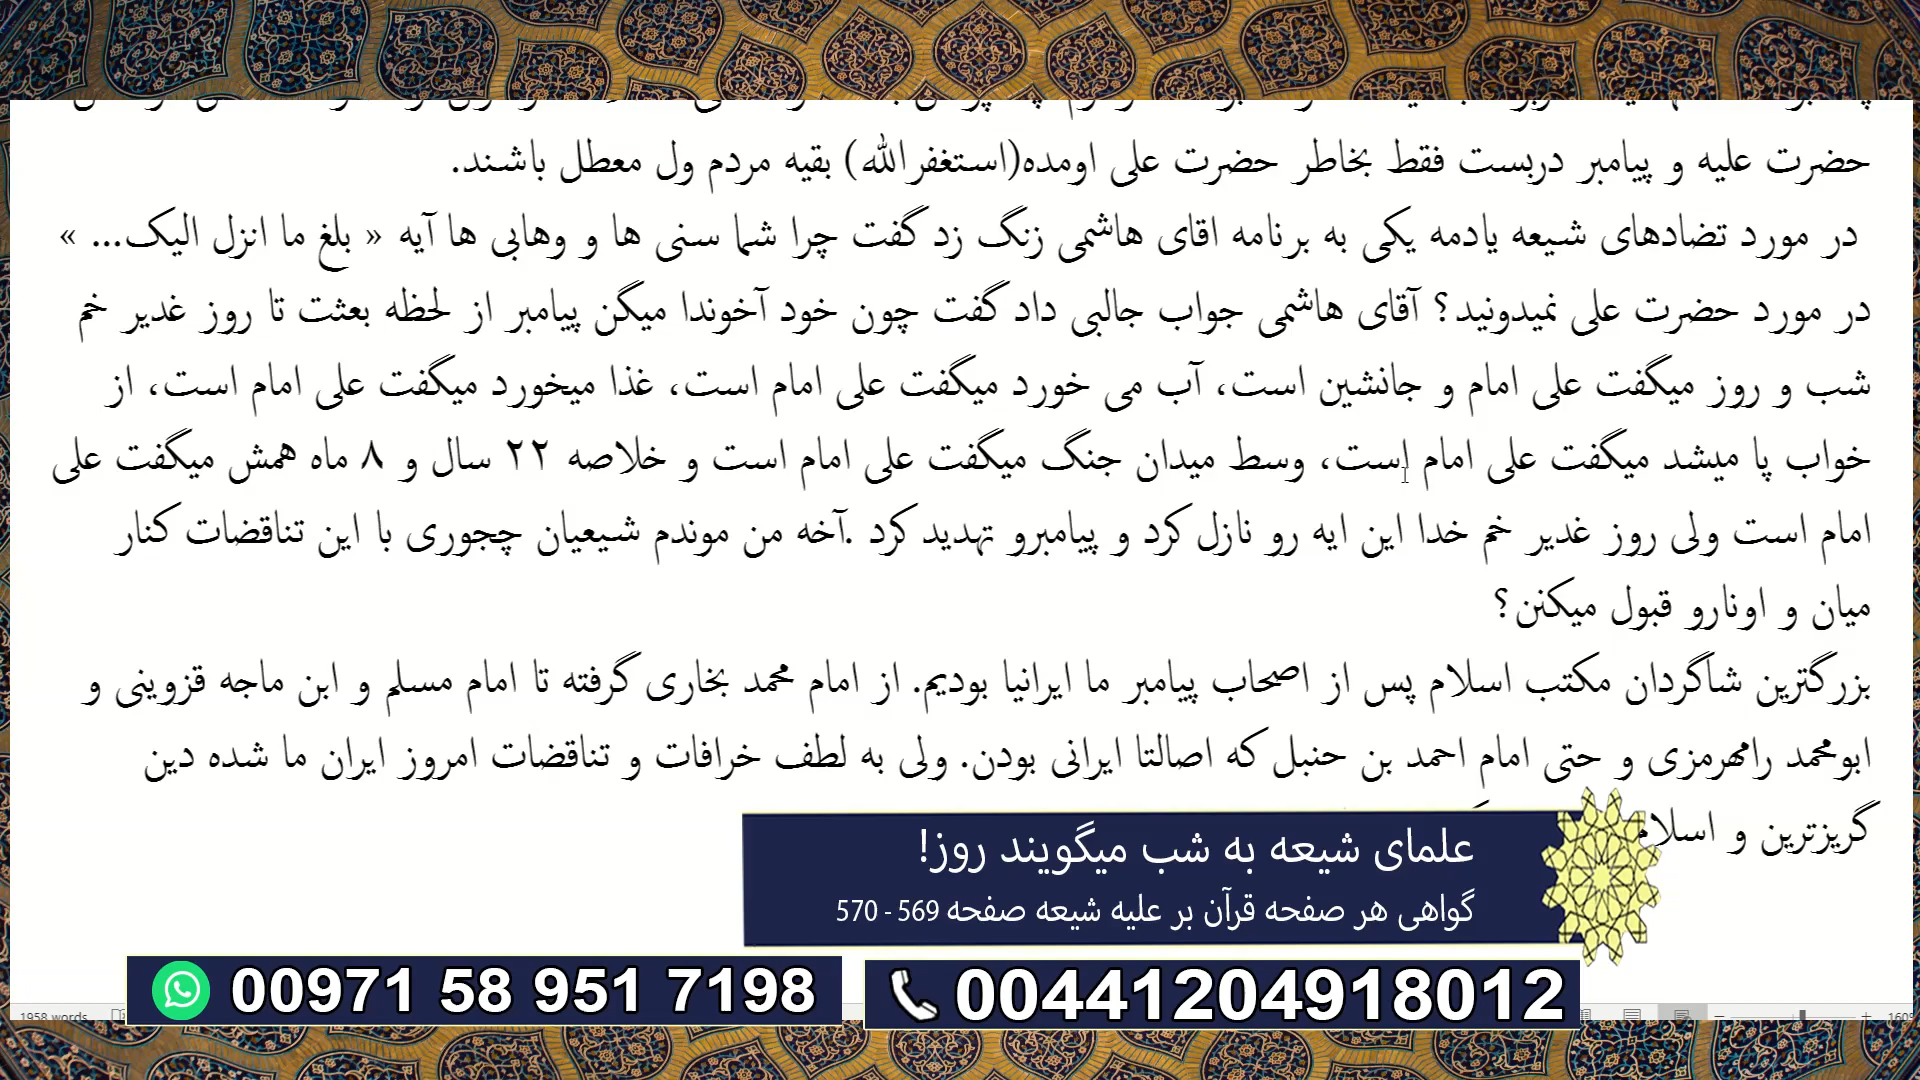 حضرت علیه و پیامبر دربست فقط بخاطر حضرت علی اومده(استغفرالله) بقیه مردم ول معطل باشند.
در مورد تضادهای شیعه یادمه یکی به برنامه اقای هاشمی زنگ زد گفت چرا شما سنی ها و وهابی ها آیه « بلغ ما انزل الیک... »
در مورد حضرت علی نمیدونید؟ آقای هاشمی جواب جالبی داد گفت چون خود آخوندا میگن پیامبر از لحظه بعثت تا روز غدیر خم
شب و روز میگفت علی امام و جانشین است، آب می خورد میگفت علی امام است، غذا میخورد میگفت علی امام است، از
خواب پا میشد میگفت علی امام است، وسط میدان جنگ میگفت علی امام است و خلاصه ۲۲ سال و ۸ ماه همش میگفت علی
امام است ولی روز غدیر خم خدا این ایه رو نازل کرد و پیامبرو تهدید کرد .آخه من موندم شیعیان چجوری با این تناقضات کنار
میان و اونارو قبول میکنن؟
بزرگترین شاگردان مکتب اسلام پس از اصحاب پیامبر ما ایرانیا بودیم. از امام محمد بخاری گرفته تا امام مسلم و ابن ماجه قزوینی و
ابومحمد رامهرمزی و حتی امام احمد بن حنبل که اصالتا ایرانی بودن. ولی به لطف خرافات و تناقضات امروز ایران ما شده دین
گریزترین و اسلام
علمای شیعه به شب میگویند روز!
گواهی هر صفحه قرآن بر علیه شیعه صفحه 569 - 570
00971 58 951 7198
00441204918012
1958 words